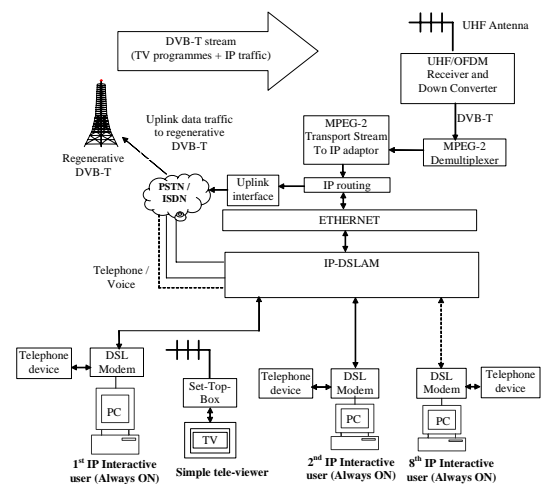 DVB-T stream
(TV programmes + IP traffic)
UHF Antenna
UHF/OFDM
Receiver and
Down Converter
DVB-T
MPEG-2
Demultiplexer
MPEG-2
Transport Stream
To IP adaptor
Uplink data traffic
to regenerative
DVB-T
Regenerative
DVB-T
PSTN /
ISDN
Uplink
interface
IP routing
ETHERNET
IP-DSLAM
Telephone /
Voice
Telephone
device
DSL
Modem
PC
1st IP Interactive
user (Always ON)
Set-Top-
Box
TV
Simple tele-viewer
Telephone
device
DSL
Modem
PC
2nd IP Interactive
user (Always ON)
DSL
Modem
Telephone
device
PC
8th IP Interactive
user (Always ON)